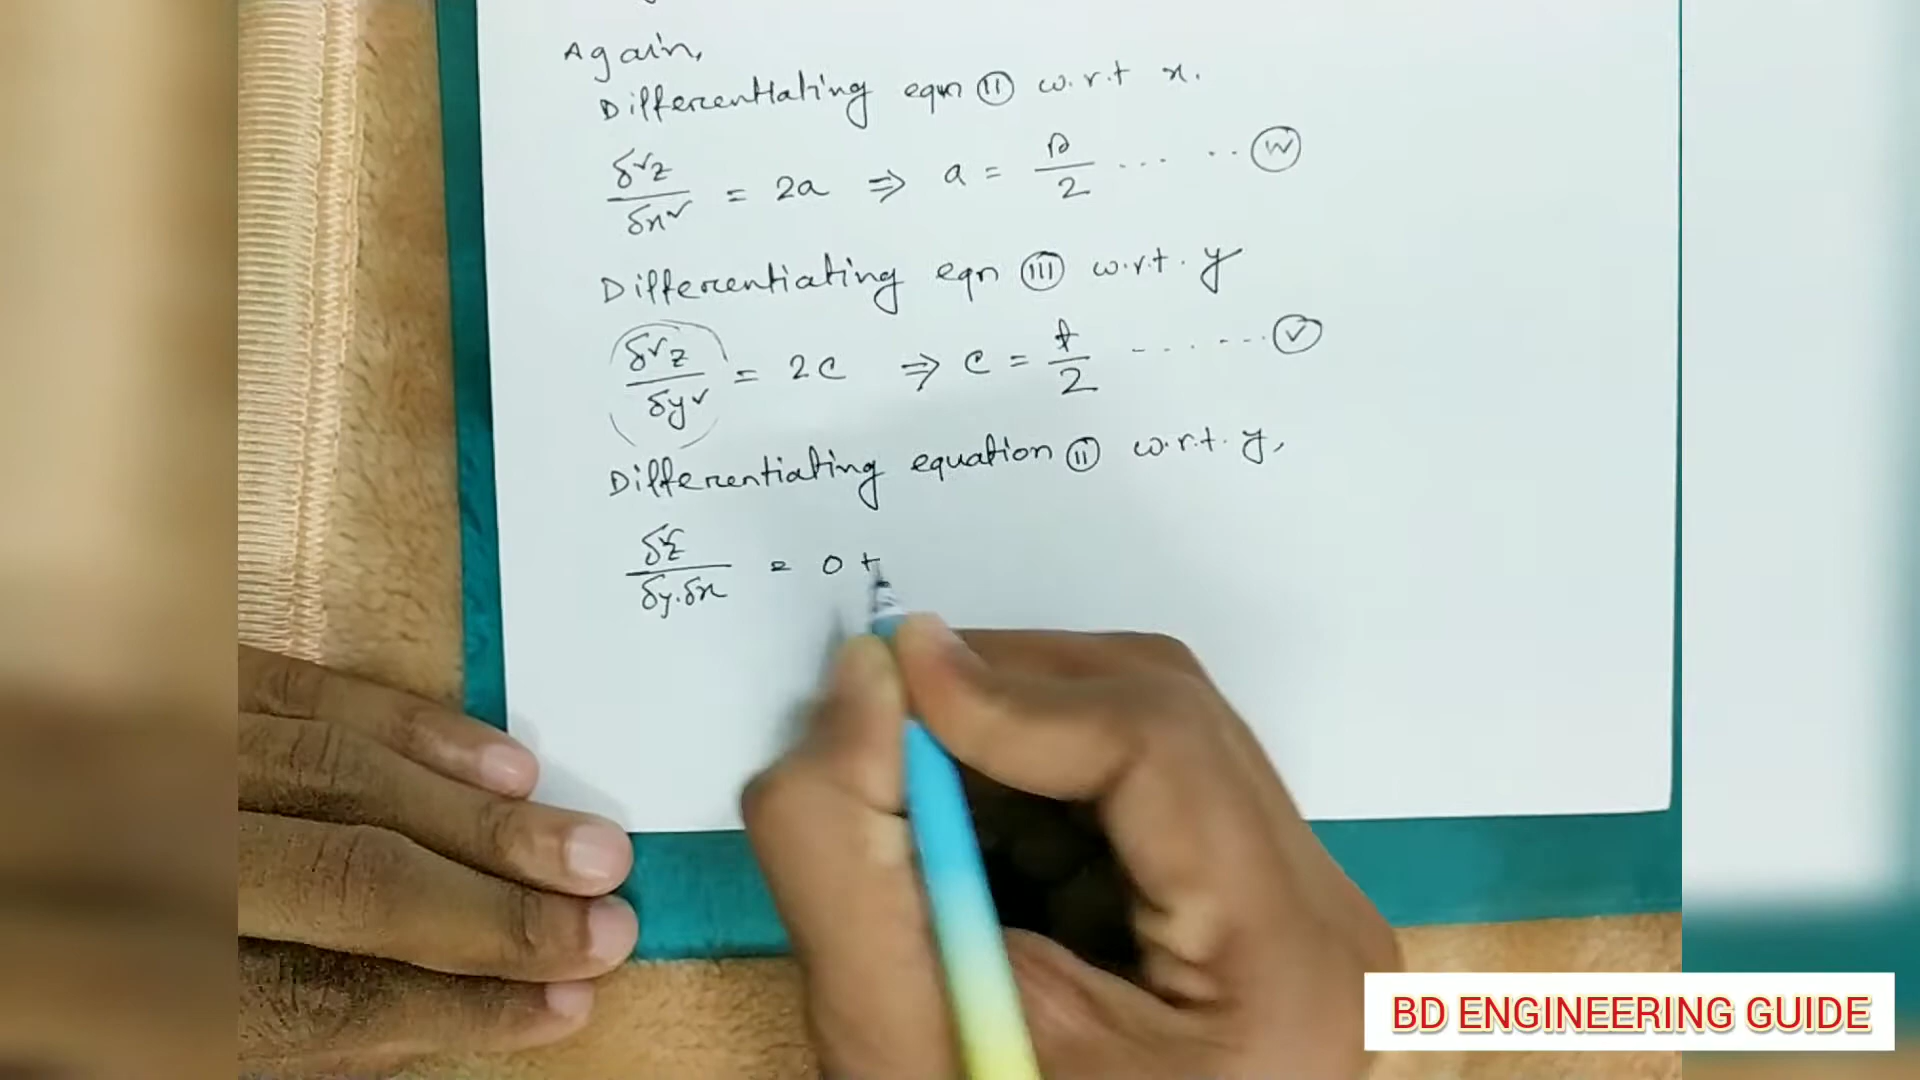 Again,
Differentiating eqn (II) w.r.t x.
δ²z/δx² = 2a ⇒ a = r/2 ... .. (IV)
Differentiating eqn (III) w.r.t. y
δ²z/δy² = 2c ⇒ c = t/2 ....... (V)
Differentiating equation (II) w.r.t. y,
δ²z/δy.δx = 0 +
BD ENGINEERING GUIDE